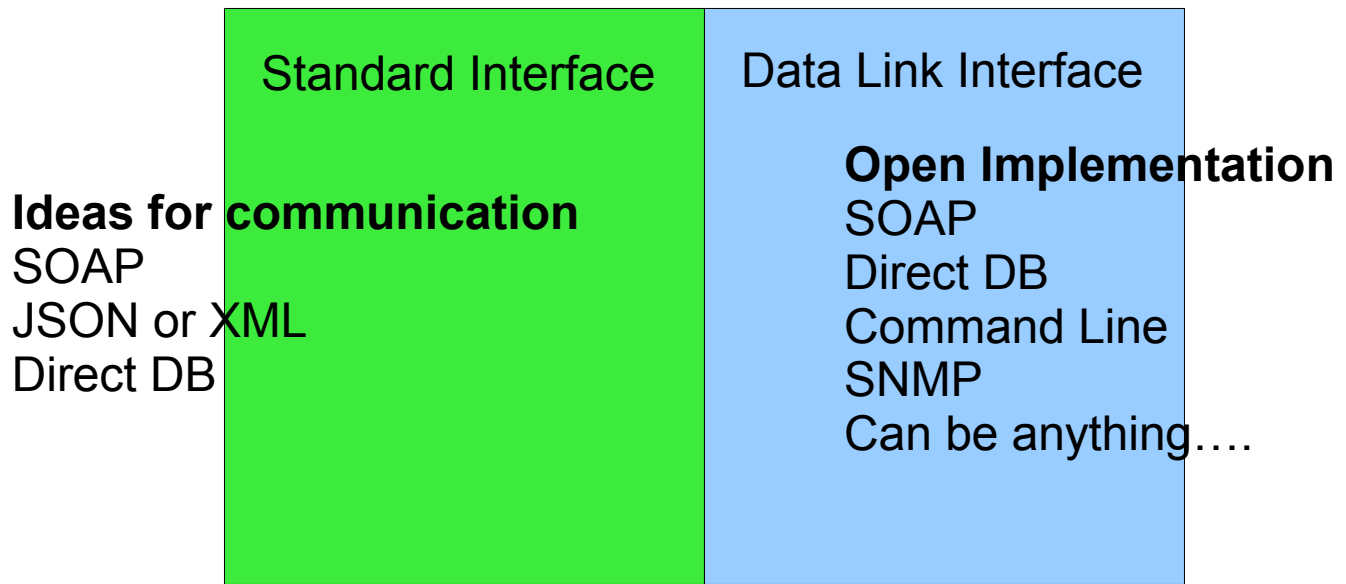 Standard Interface
Data Link Interface
Ideas for communication
SOAP
JSON or XML
Direct DB
Open Implementation
SOAP
Direct DB
Command Line
SNMP
Can be anything….